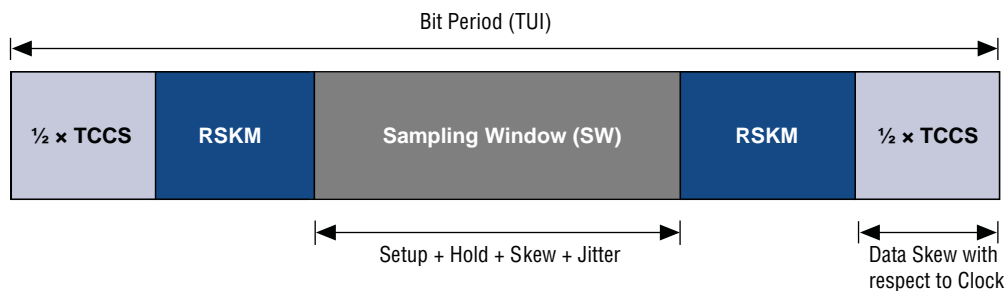 Bit Period (TUI)
½ × TCCS
RSKM
Sampling Window (SW)
RSKM
½ × TCCS
Setup + Hold + Skew + Jitter
Data Skew with
respect to Clock